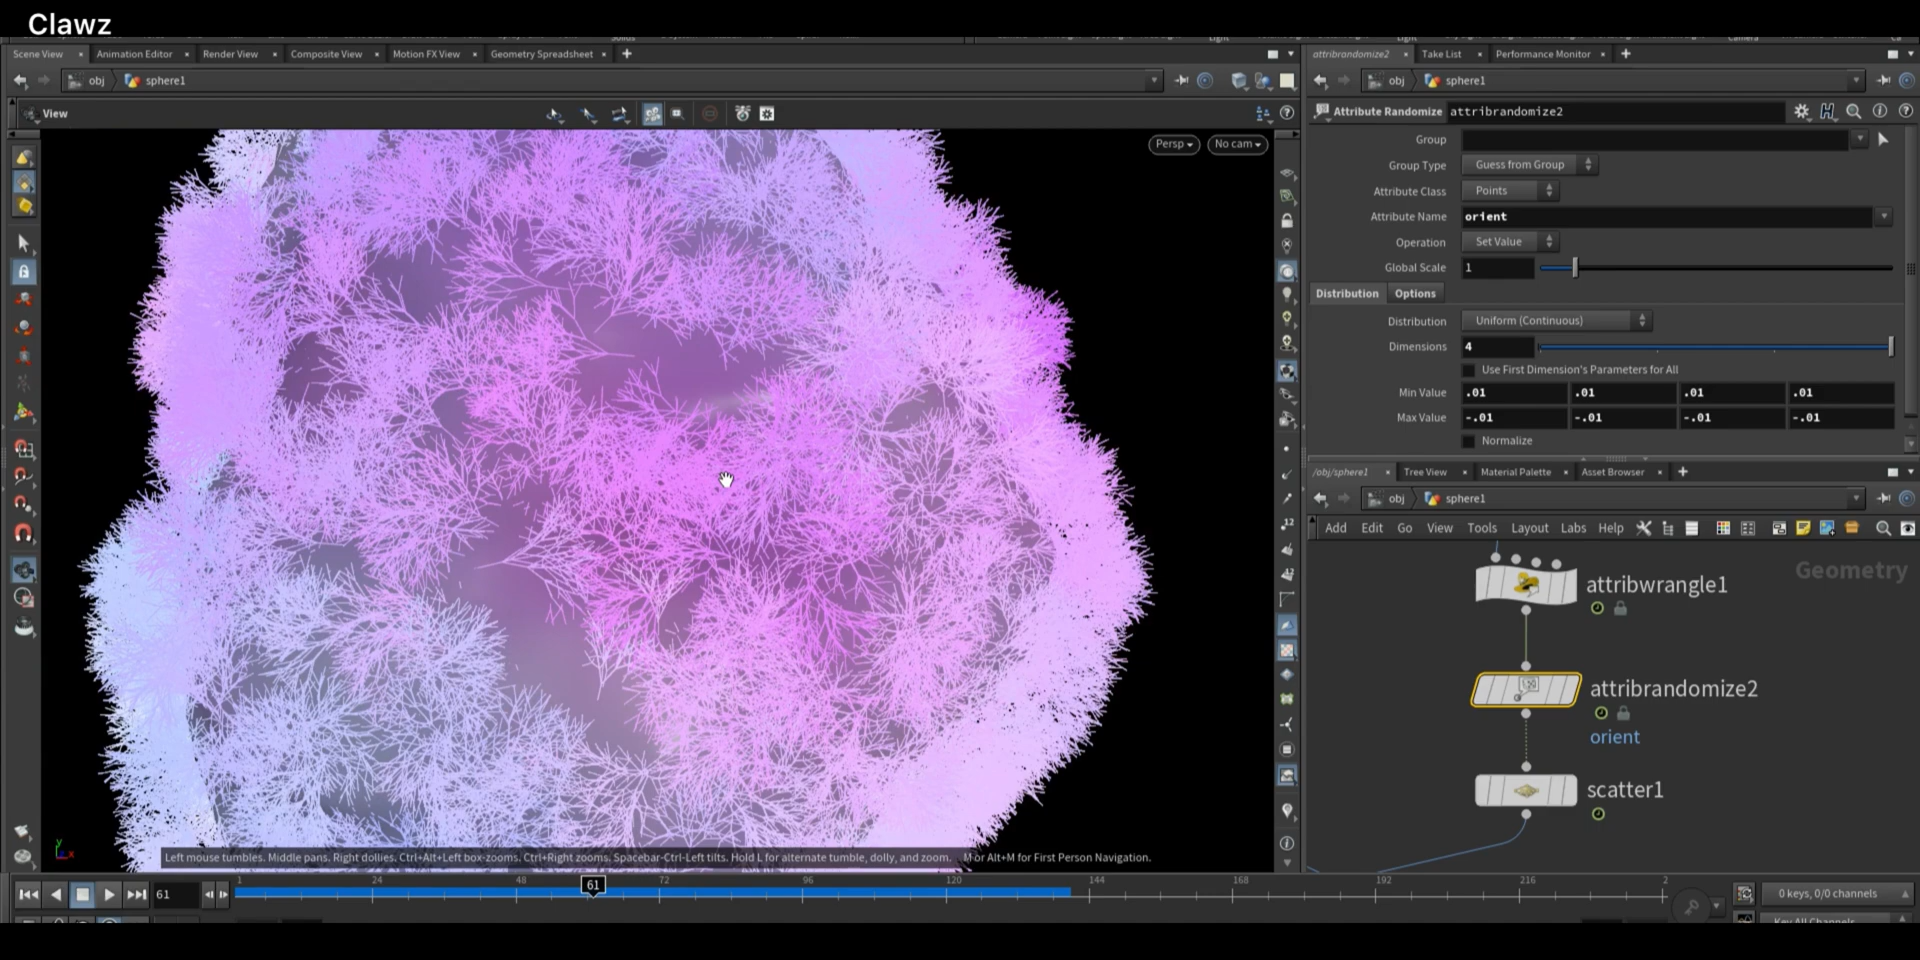 Clawz
Scene View Animation Editor Render View Composite View Motion FX View Geometry Spreadsheet
obj sphere1
View
Persp No cam
Left mouse tumbles. Middle pans. Right dollies. Ctrl+Alt+Left box-zooms. Ctrl+Right zooms. Spacebar-Ctrl-Left tilts. Hold L for alternate tumble, dolly, and zoom. M or Alt+M for First Person Navigation.
attribrandomize2 Take List Performance Monitor
obj sphere1
Attribute Randomize attribrandomize2
Group
Group Type Guess from Group
Attribute Class Points
Attribute Name orient
Operation Set Value
Global Scale 1
Distribution Options
Distribution Uniform (Continuous)
Dimensions 4
Use First Dimension's Parameters for All
Min Value .01 .01 .01 .01
Max Value -.01 -.01 -.01 -.01
Normalize
/obj/sphere1 Tree View Material Palette Asset Browser
obj sphere1
Add Edit Go View Tools Layout Labs Help
Geometry
attribwrangle1
attribrandomize2
orient
scatter1
61 1 24 48 61 72 96 120 144 168 192 216 2
0 keys, 0/0 channels
Key All Channels